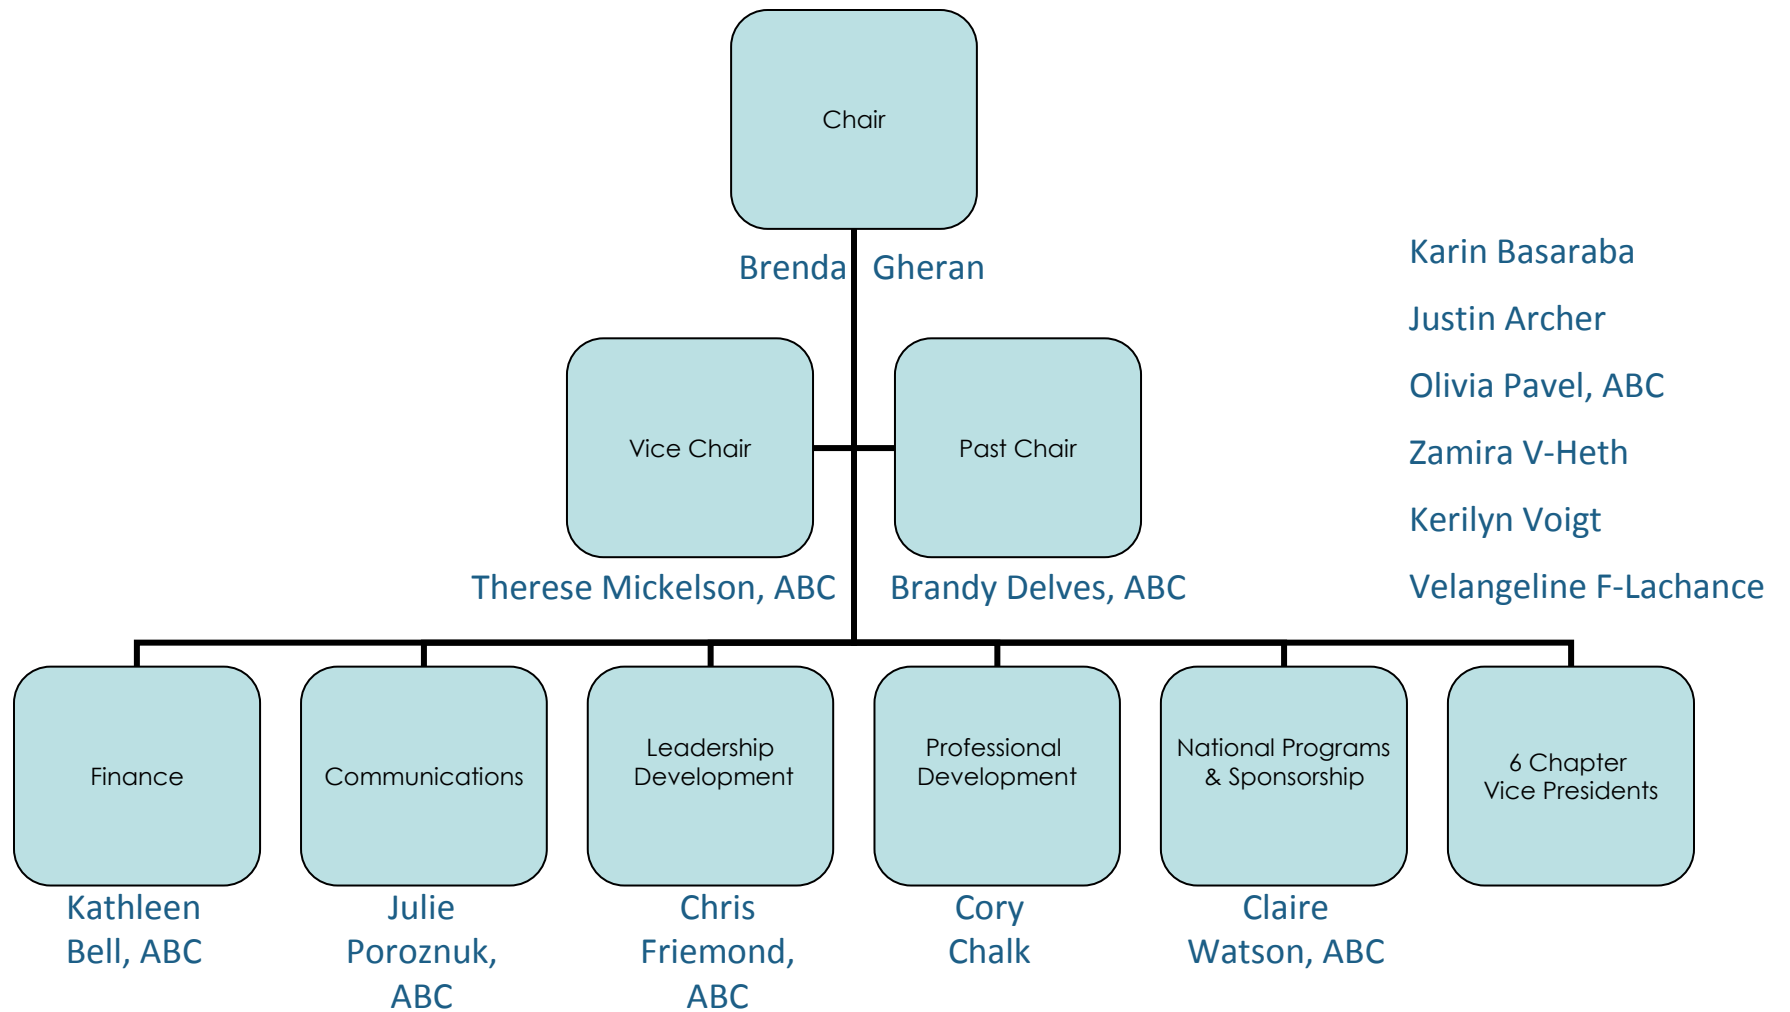 Chair
Brenda Gheran
Karin Basaraba
Justin Archer
Olivia Pavel, ABC
Zamira V-Heth
Kerilyn Voigt
Velangeline F-Lachance
Vice Chair
Past Chair
Therese Mickelson, ABC
Brandy Delves, ABC
Finance
Communications
Leadership
Development
Professional
Development
National Programs
& Sponsorship
6 Chapter
Vice Presidents
Kathleen
Bell, ABC
Julie
Poroznuk,
ABC
Chris
Friemond,
ABC
Cory
Chalk
Claire
Watson, ABC